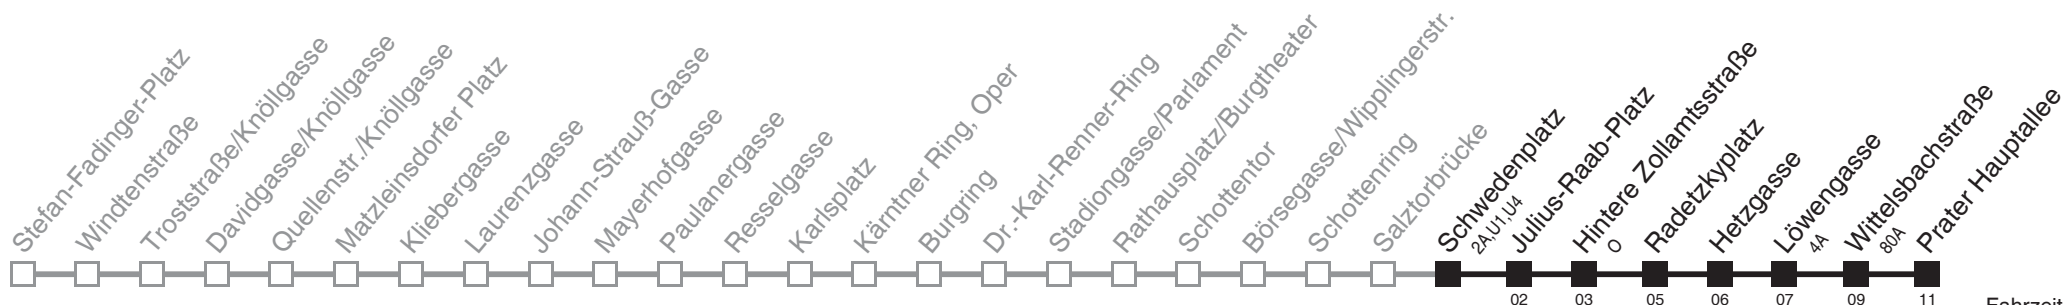 Stefan-Fadinger-Platz
Windtenstraße
Troststraße/Knöllgasse
Davidgasse/Knöllgasse
Quellenstr./Knöllgasse
Matzleinsdorfer Platz
Kliebergasse
Laurenzgasse
Johann-Strauß-Gasse
Mayerhofgasse
Paulanergasse
Resselgasse
Karlsplatz
Kärntner Ring, Oper
Burgring
Dr.-Karl-Renner-Ring
Stadiongasse/Parlament
Rathausplatz/Burgtheater
Schottentor
Börsegasse/Wipplingerstr.
Schottenring
Salztorbrücke
Schwedenplatz
2A,U1,U4
Julius-Raab-Platz
Hintere Zollamtsstraße
O
Radetzkyplatz
Hetzgasse
Löwengasse
4A
Wittelsbachstraße
80A
Prater Hauptallee
02 03 05 06 07 09 11
Fahrzeit